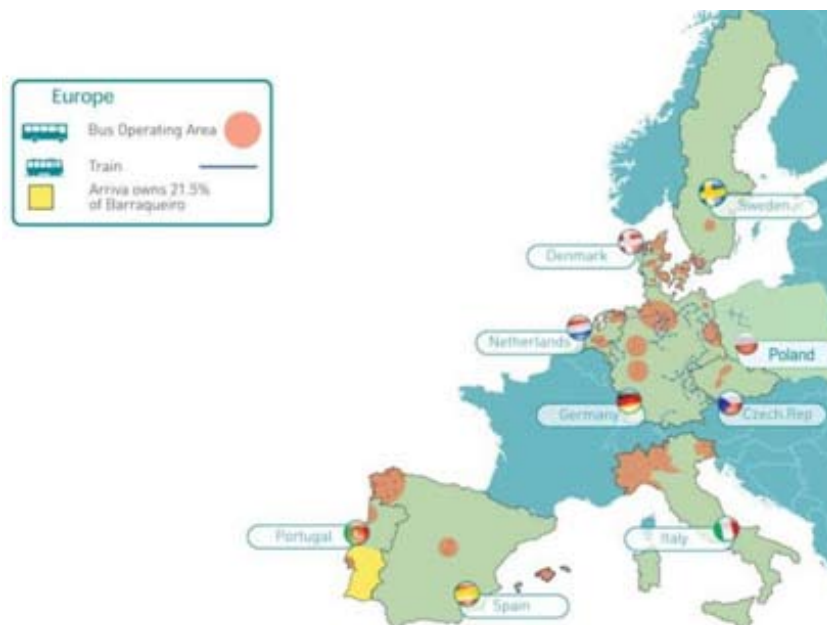 Europe
Bus Operating Area
Train
Arriva owns 21.5%
of Barraqueiro
Sweden
Denmark
Netherlands
Poland
Germany
Czech.Rep
Portugal
Italy
Spain